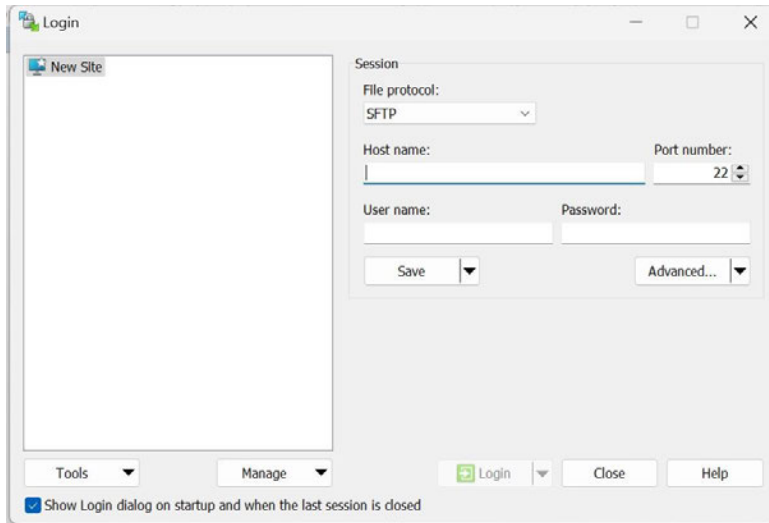 Login
New Site
Session
File protocol:
SFTP
Host name: Port number:
22
User name: Password:
Save Advanced...
Tools Manage Login Close Help
Show Login dialog on startup and when the last session is closed